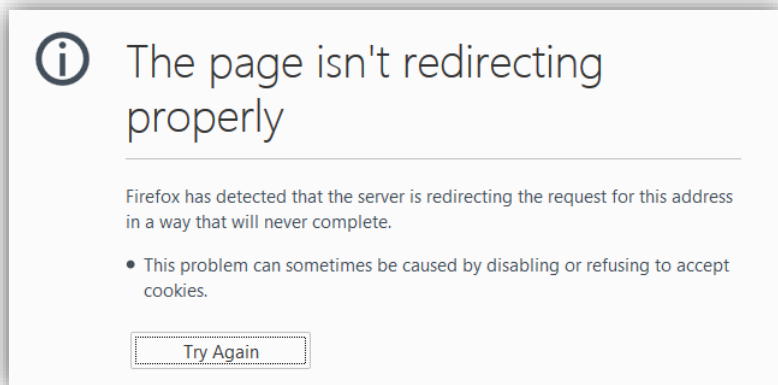 The page isn't redirecting
properly
Firefox has detected that the server is redirecting the request for this address
in a way that will never complete.
• This problem can sometimes be caused by disabling or refusing to accept
cookies.
Try Again